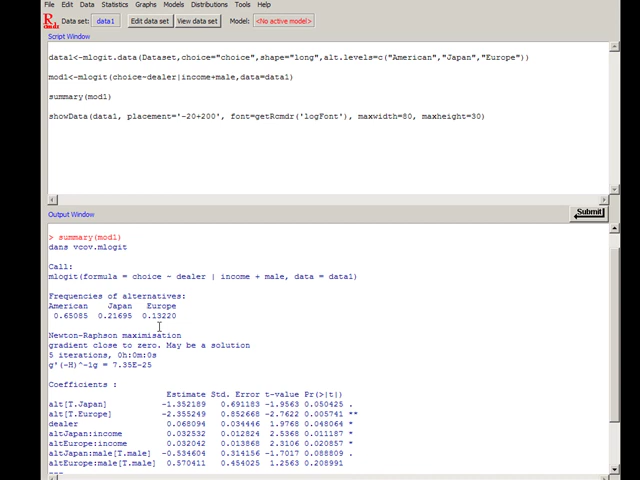 File Edit Data Statistics Graphs Models Distributions Tools Help
R Rcmdr Data set: data1 Edit data set View data set Model: <No active model>
Script Window
data1<-mlogit.data(Dataset,choice="choice",shape="long",alt.levels=c("American","Japan","Europe"))
mod1<-mlogit(choice~dealer|income+male,data=data1)
summary(mod1)
showData(data1, placement='-20+200', font=getRcmdr('logFont'), maxwidth=80, maxheight=30)
Output Window
Submit
> summary(mod1)
dans vcov.mlogit
Call:
mlogit(formula = choice ~ dealer | income + male, data = data1)
Frequencies of alternatives:
American Japan Europe
0.65085 0.21695 0.13220
Newton-Raphson maximisation
gradient close to zero. May be a solution
5 iterations, 0h:0m:0s
g'(-H)^-1g = 7.35E-25
Coefficients :
Estimate Std. Error t-value Pr(>|t|)
alt[T.Japan] -1.352189 0.691183 -1.9563 0.050425 .
alt[T.Europe] -2.355249 0.852668 -2.7622 0.005741 **
dealer 0.068094 0.034446 1.9768 0.048064 *
altJapan:income 0.032532 0.012824 2.5368 0.011187 *
altEurope:income 0.032042 0.013868 2.3106 0.020857 *
altJapan:male[T.male] -0.534604 0.314156 -1.7017 0.088809 .
altEurope:male[T.male] 0.570411 0.454025 1.2563 0.208991
---